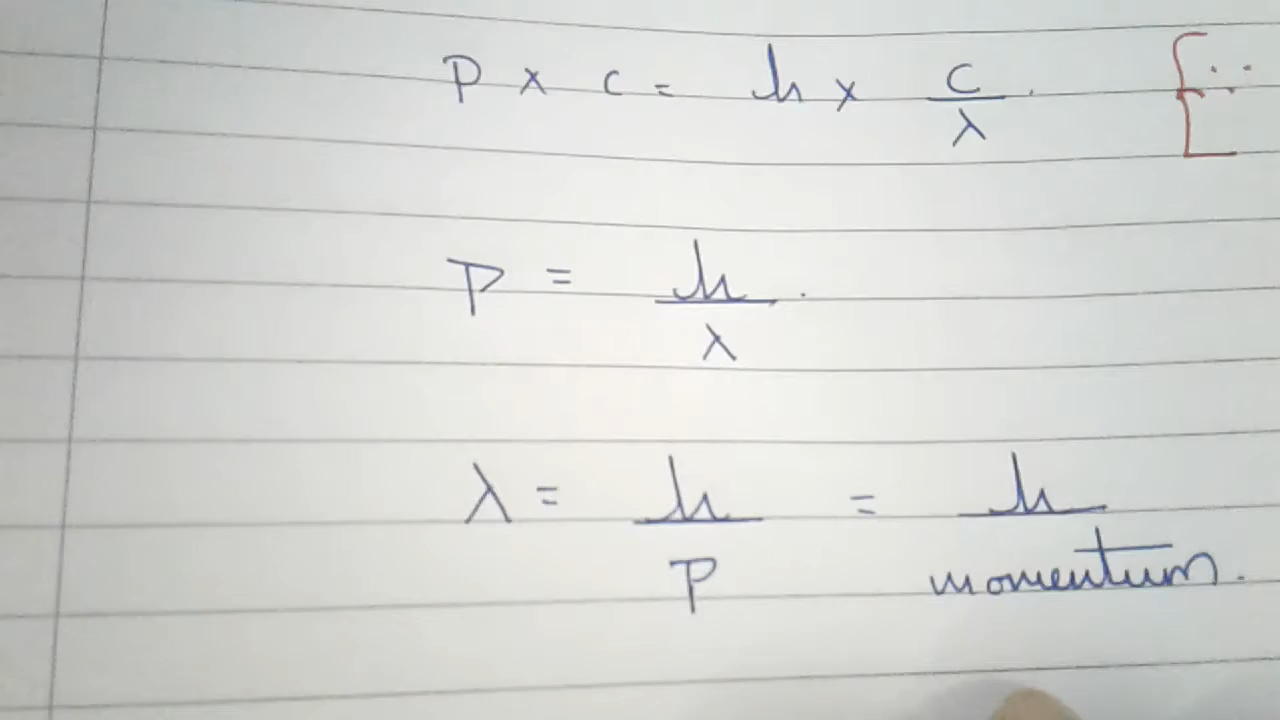 P × c = h × c/λ . [∵
P = h/λ .
λ = h/P = h/momentum.